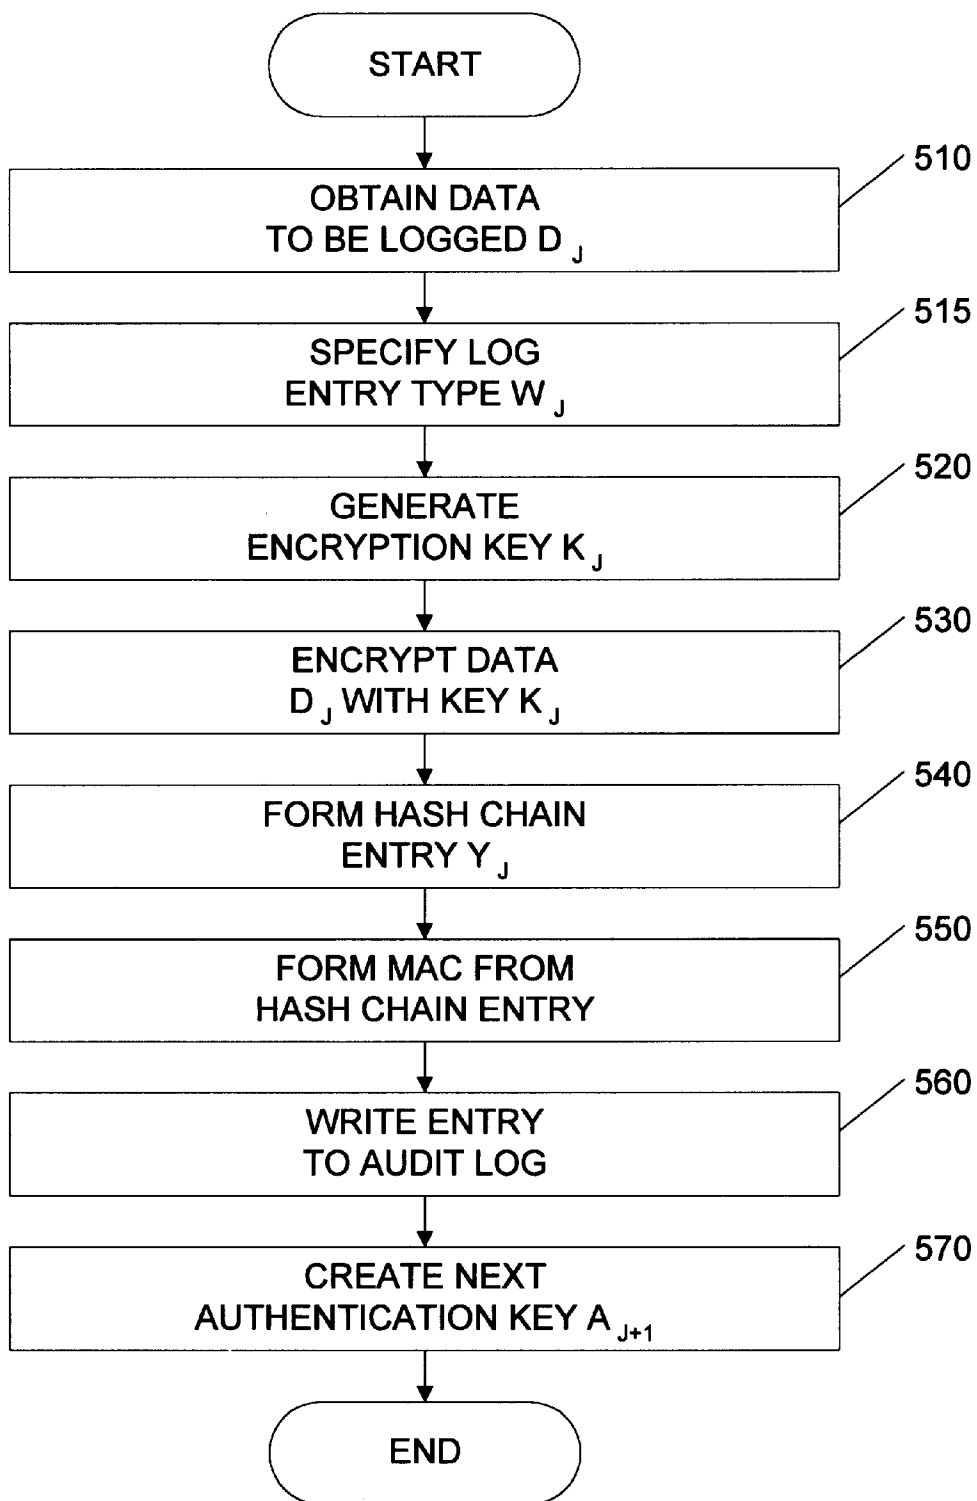 START
510
OBTAIN DATA
TO BE LOGGED D J
515
SPECIFY LOG
ENTRY TYPE W J
520
GENERATE
ENCRYPTION KEY K J
530
ENCRYPT DATA
D J WITH KEY K J
540
FORM HASH CHAIN
ENTRY Y J
550
FORM MAC FROM
HASH CHAIN ENTRY
560
WRITE ENTRY
TO AUDIT LOG
570
CREATE NEXT
AUTHENTICATION KEY A J+1
END